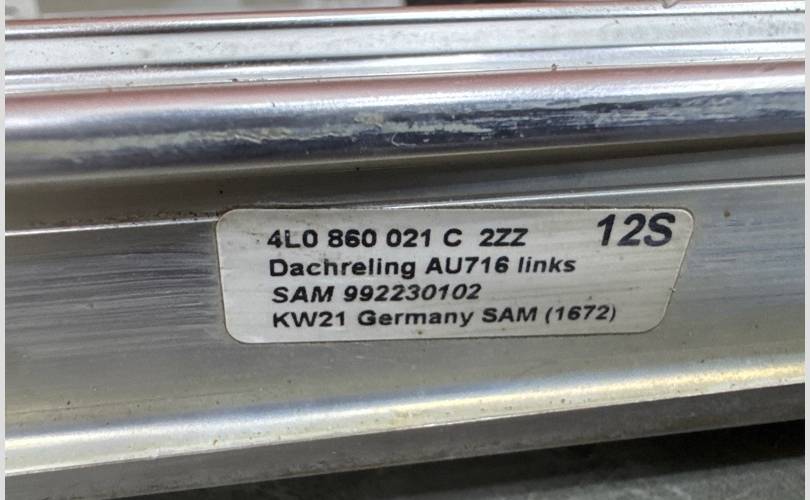 4L0 860 021 C 2ZZ 12S
Dachreling AU716 links
SAM 992230102
KW21 Germany SAM (1672)